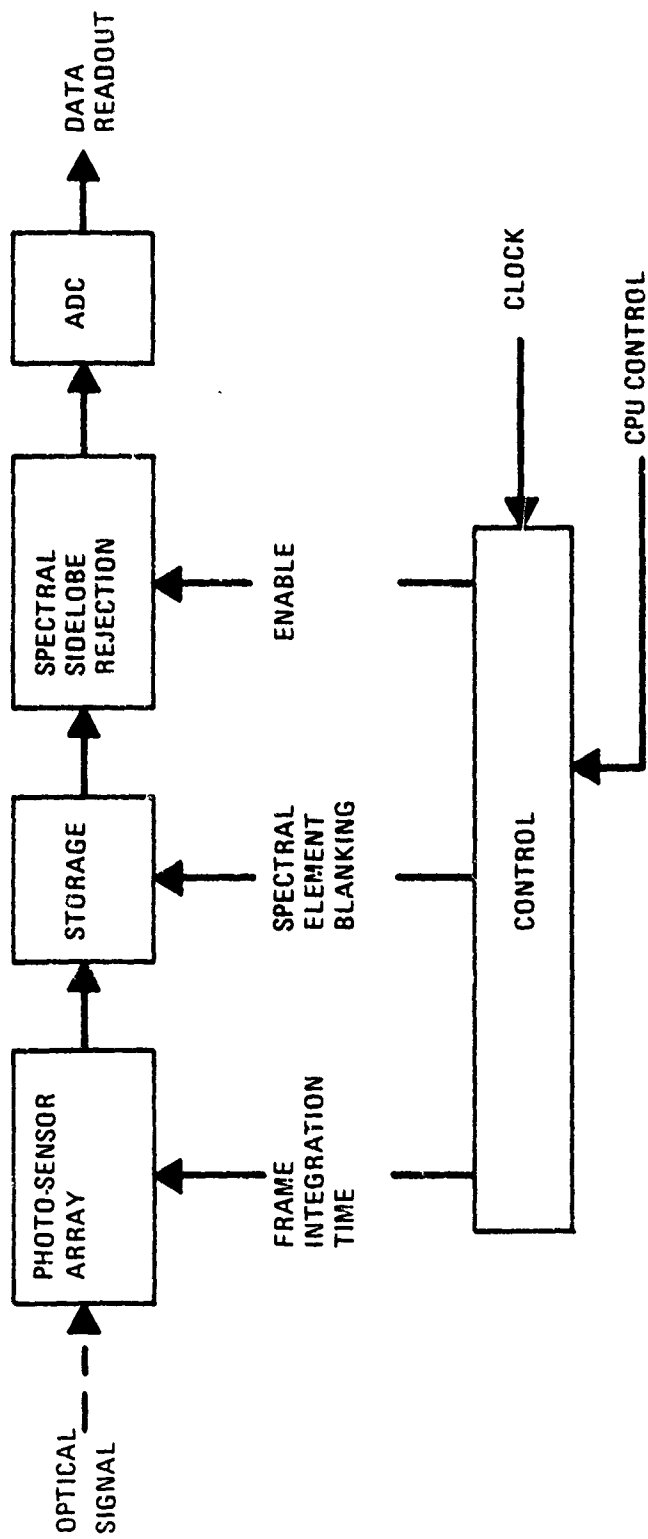 OPTICAL
SIGNAL
PHOTO-SENSOR
ARRAY
STORAGE
SPECTRAL
SIDELOBE
REJECTION
ADC
DATA
READOUT
FRAME
INTEGRATION
TIME
SPECTRAL
ELEMENT
BLANKING
ENABLE
CONTROL
CLOCK
CPU CONTROL